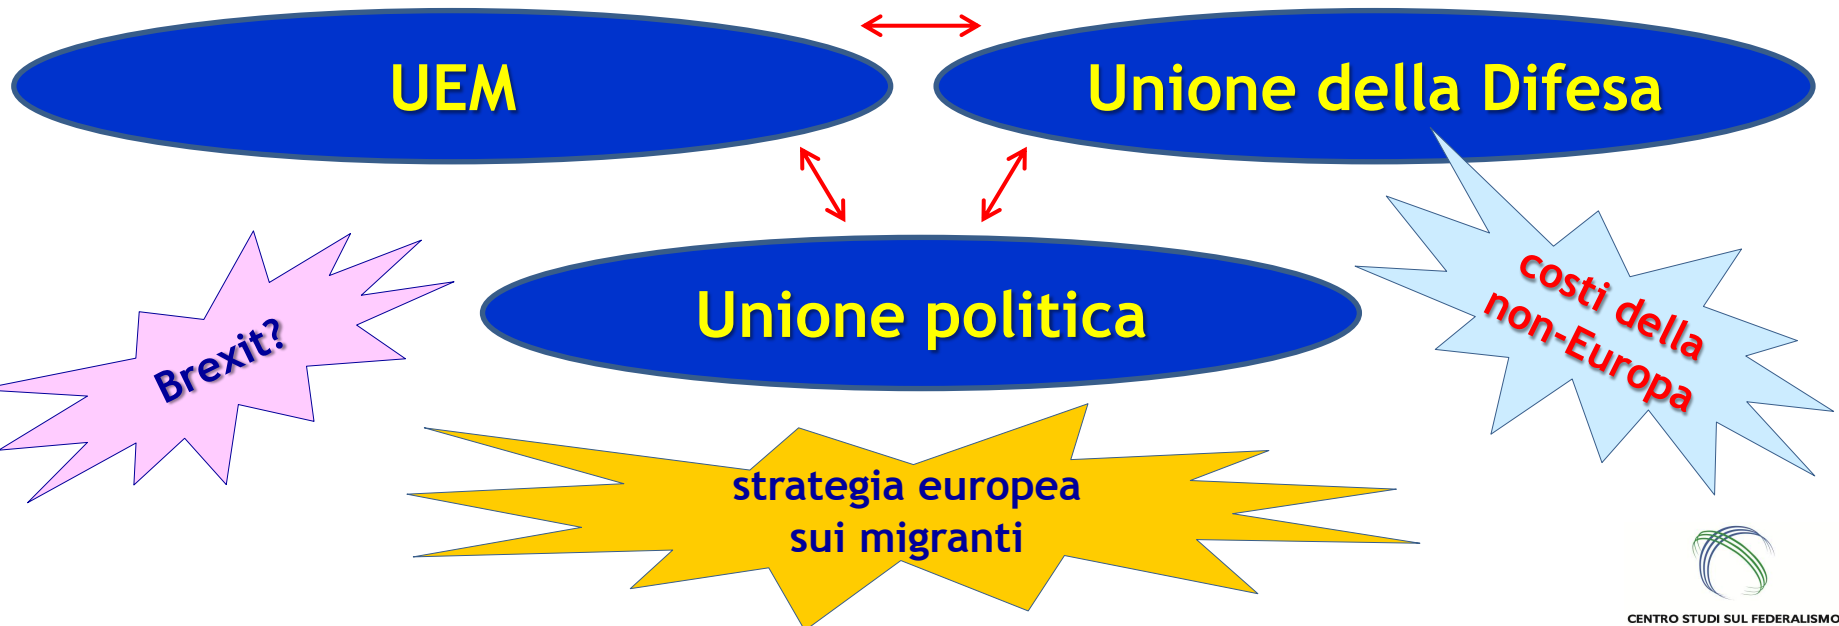 UEM
Unione della Difesa
Unione politica
Brexit?
costi della
non-Europa
strategia europea
sui migranti
CENTRO STUDI SUL FEDERALISMO